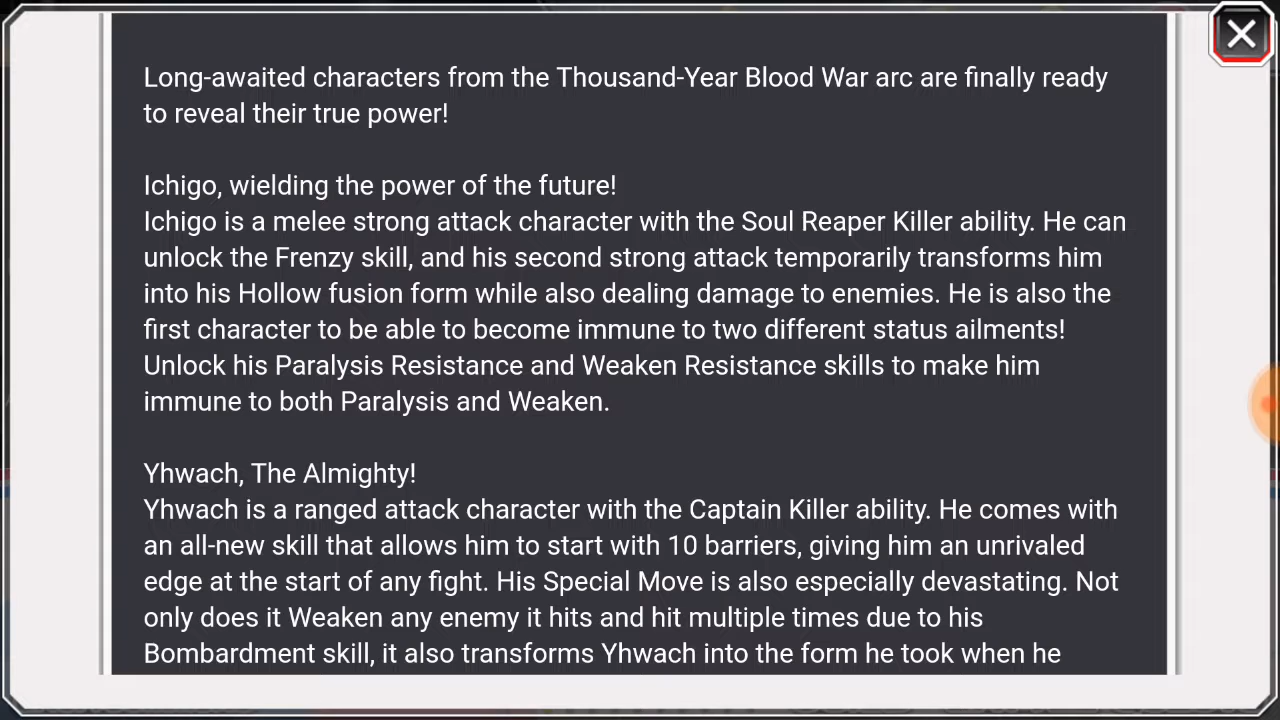 Long-awaited characters from the Thousand-Year Blood War arc are finally ready
to reveal their true power!
Ichigo, wielding the power of the future!
Ichigo is a melee strong attack character with the Soul Reaper Killer ability. He can
unlock the Frenzy skill, and his second strong attack temporarily transforms him
into his Hollow fusion form while also dealing damage to enemies. He is also the
first character to be able to become immune to two different status ailments!
Unlock his Paralysis Resistance and Weaken Resistance skills to make him
immune to both Paralysis and Weaken.
Yhwach, The Almighty!
Yhwach is a ranged attack character with the Captain Killer ability. He comes with
an all-new skill that allows him to start with 10 barriers, giving him an unrivaled
edge at the start of any fight. His Special Move is also especially devastating. Not
only does it Weaken any enemy it hits and hit multiple times due to his
Bombardment skill, it also transforms Yhwach into the form he took when he